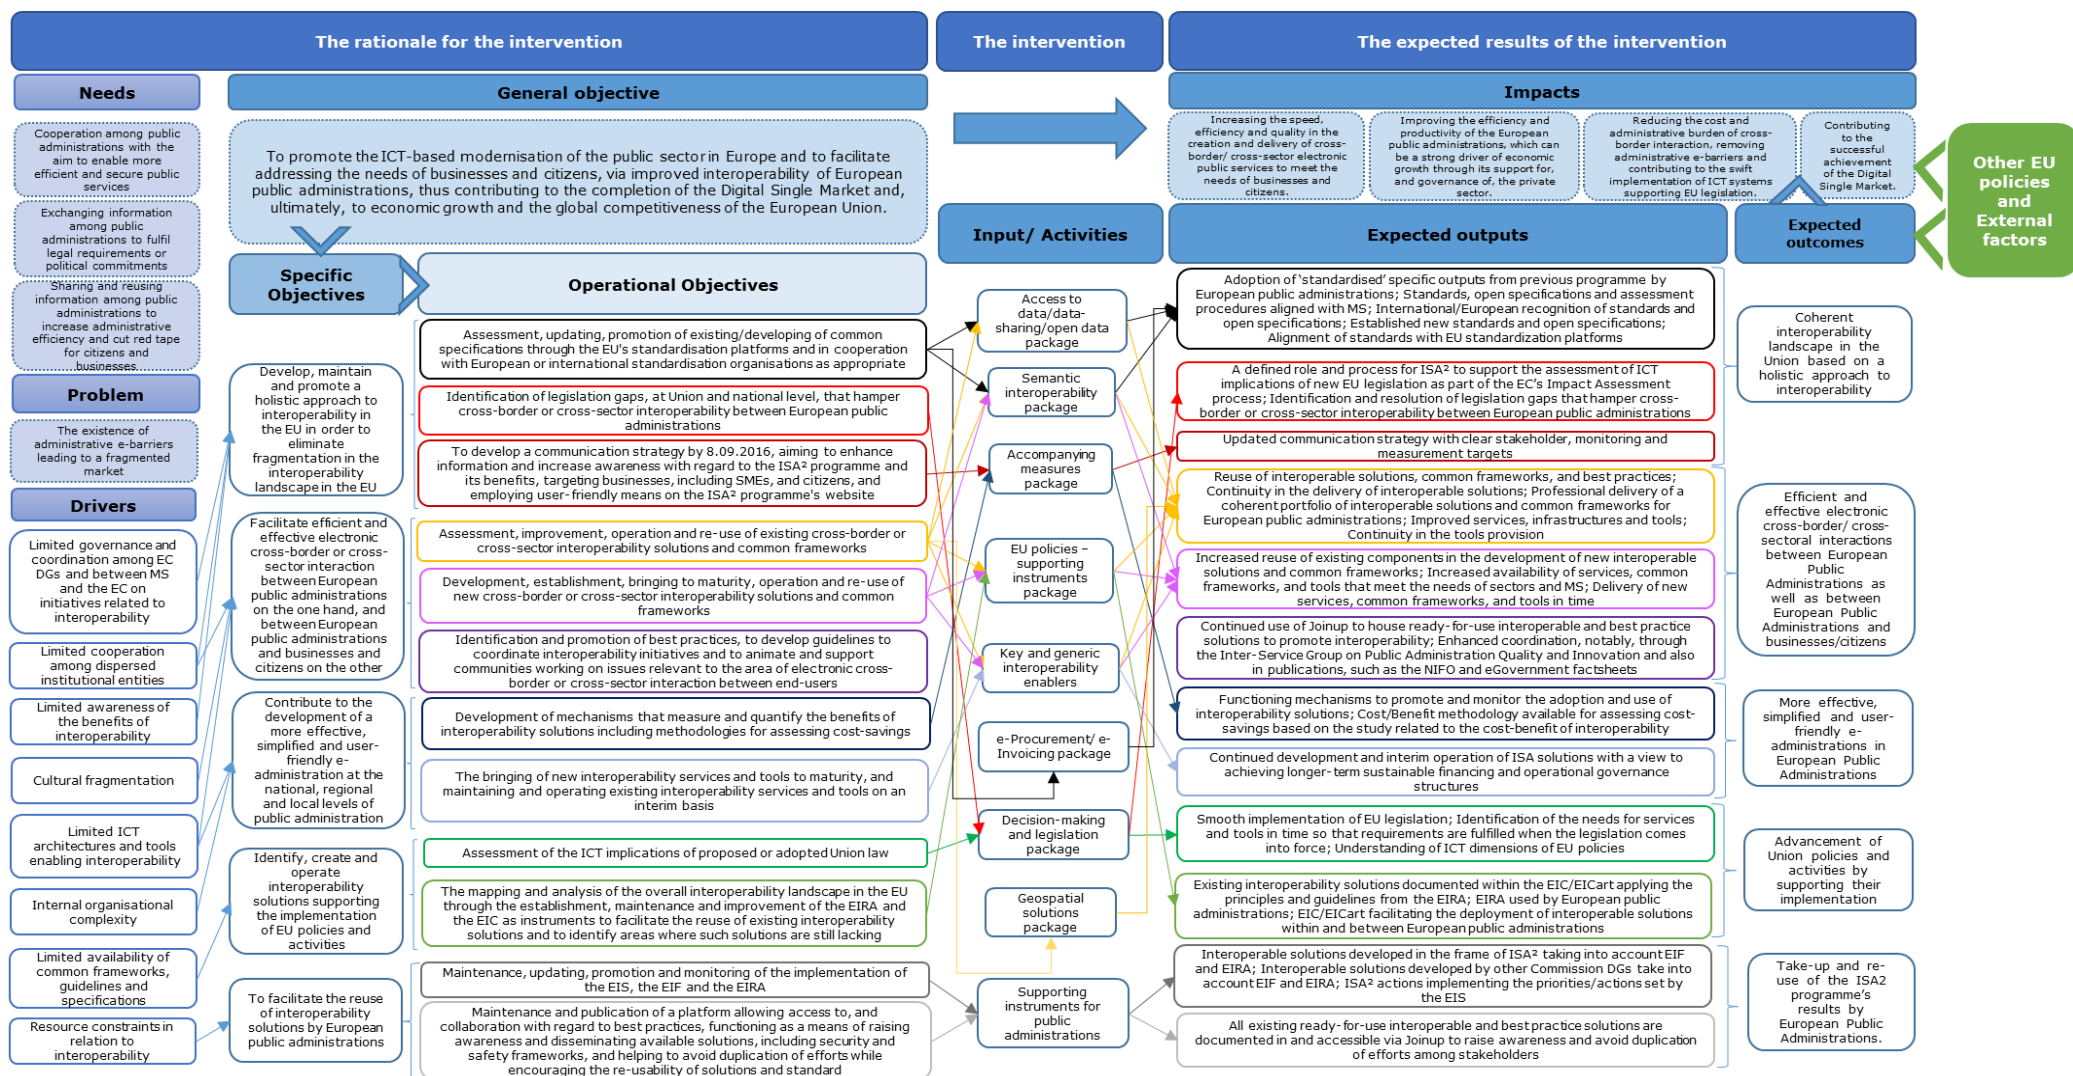 The rationale for the intervention
The intervention
The expected results of the intervention
Needs
General objective
Impacts
Cooperation among public
administrations with the
aim to enable more
efficient and secure public
services
Exchanging information
among public
administrations to fulfil
legal requirements or
political commitments
Sharing and reusing
information among public
administrations to
increase administrative
efficiency and cut red tape
for citizens and
businesses.
Problem
The existence of
administrative e-barriers
leading to a fragmented
market
Drivers
Limited governance and
coordination among EC
DGs and between MS
and the EC on
initiatives related to
interoperability
Limited cooperation
among dispersed
institutional entities
Limited awareness of
the benefits of
interoperability
Cultural fragmentation
Limited ICT
architectures and tools
enabling interoperability
Internal organisational
complexity
Limited availability of
common frameworks,
guidelines and
specifications
Resource constraints in
relation to
interoperability
To promote the ICT-based modernisation of the public sector in Europe and to facilitate
addressing the needs of businesses and citizens, via improved interoperability of European
public administrations, thus contributing to the completion of the Digital Single Market and,
ultimately, to economic growth and the global competitiveness of the European Union.
Specific
Objectives
Develop, maintain
and promote a
holistic approach to
interoperability in
the EU in order to
eliminate
fragmentation in the
interoperability
landscape in the EU
Facilitate efficient and
effective electronic
cross-border or cross-
sector interaction
between European
public administrations
on the one hand, and
between European
public administrations
and businesses and
citizens on the other
Contribute to the
development of a
more effective,
simplified and user-
friendly e-
administration at the
national, regional
and local levels of
public administration
Identify, create and
operate
interoperability
solutions supporting
the implementation
of EU policies and
activities
To facilitate the reuse
of interoperability
solutions by European
public administrations
Operational Objectives
Assessment, updating, promotion of existing/developing of common
specifications through the EU's standardisation platforms and in cooperation
with European or international standardisation organisations as appropriate
Identification of legislation gaps, at Union and national level, that hamper
cross-border or cross-sector interoperability between European public
administrations
To develop a communication strategy by 8.09.2016, aiming to enhance
information and increase awareness with regard to the ISA² programme and
its benefits, targeting businesses, including SMEs, and citizens, and
employing user-friendly means on the ISA² programme's website
Assessment, improvement, operation and re-use of existing cross-border or
cross-sector interoperability solutions and common frameworks
Development, establishment, bringing to maturity, operation and re-use of
new cross-border or cross-sector interoperability solutions and common
frameworks
Identification and promotion of best practices, to develop guidelines to
coordinate interoperability initiatives and to animate and support
communities working on issues relevant to the area of electronic cross-
border or cross-sector interaction between end-users
Development of mechanisms that measure and quantify the benefits of
interoperability solutions including methodologies for assessing cost-savings
The bringing of new interoperability services and tools to maturity, and
maintaining and operating existing interoperability services and tools on an
interim basis
Assessment of the ICT implications of proposed or adopted Union law
The mapping and analysis of the overall interoperability landscape in the EU
through the establishment, maintenance and improvement of the EIRA and
the EIC as instruments to facilitate the reuse of existing interoperability
solutions and to identify areas where such solutions are still lacking
Maintenance, updating, promotion and monitoring of the implementation of
the EIS, the EIF and the EIRA
Maintenance and publication of a platform allowing access to, and
collaboration with regard to best practices, functioning as a means of raising
awareness and disseminating available solutions, including security and
safety frameworks, and helping to avoid duplication of efforts while
encouraging the re-usability of solutions and standard
Input/ Activities
Access to
data/data-
sharing/open data
package
Semantic
interoperability
package
Accompanying
measures
package
EU policies –
supporting
instruments
package
Key and generic
interoperability
enablers
e-Procurement/ e-
Invoicing package
Decision-making
and legislation
package
Geospatial
solutions
package
Supporting
instruments for
public
administrations
Increasing the speed,
efficiency and quality in the
creation and delivery of cross-
border/ cross-sector electronic
public services to meet the
needs of businesses and
citizens.
Improving the efficiency and
productivity of the European
public administrations, which can
be a strong driver of economic
growth through its support for,
and governance of, the private
sector.
Reducing the cost and
administrative burden of cross-
border interaction, removing
administrative e-barriers and
contributing to the swift
implementation of ICT systems
supporting EU legislation.
Contributing
to the
successful
achievement
of the Digital
Single Market.
Expected outputs
Adoption of ‘standardised’ specific outputs from previous programme by
European public administrations; Standards, open specifications and assessment
procedures aligned with MS; International/European recognition of standards and
open specifications; Established new standards and open specifications;
Alignment of standards with EU standardization platforms
A defined role and process for ISA² to support the assessment of ICT
implications of new EU legislation as part of the EC’s Impact Assessment
process; Identification and resolution of legislation gaps that hamper cross-
border or cross-sector interoperability between European public administrations
Updated communication strategy with clear stakeholder, monitoring and
measurement targets
Reuse of interoperable solutions, common frameworks, and best practices;
Continuity in the delivery of interoperable solutions; Professional delivery of a
coherent portfolio of interoperable solutions and common frameworks for
European public administrations; Improved services, infrastructures and tools;
Continuity in the tools provision
Increased reuse of existing components in the development of new interoperable
solutions and common frameworks; Increased availability of services, common
frameworks, and tools that meet the needs of sectors and MS; Delivery of new
services, common frameworks, and tools in time
Continued use of Joinup to house ready-for-use interoperable and best practice
solutions to promote interoperability; Enhanced coordination, notably, through
the Inter-Service Group on Public Administration Quality and Innovation and also
in publications, such as the NIFO and eGovernment factsheets
Functioning mechanisms to promote and monitor the adoption and use of
interoperability solutions; Cost/Benefit methodology available for assessing cost-
savings based on the study related to the cost-benefit of interoperability
Continued development and interim operation of ISA solutions with a view to
achieving longer-term sustainable financing and operational governance
structures
Smooth implementation of EU legislation; Identification of the needs for services
and tools in time so that requirements are fulfilled when the legislation comes
into force; Understanding of ICT dimensions of EU policies
Existing interoperability solutions documented within the EIC/EICart applying the
principles and guidelines from the EIRA; EIRA used by European public
administrations; EIC/EICart facilitating the deployment of interoperable solutions
within and between European public administrations
Interoperable solutions developed in the frame of ISA² taking into account EIF
and EIRA; Interoperable solutions developed by other Commission DGs take into
account EIF and EIRA; ISA² actions implementing the priorities/actions set by
the EIS
All existing ready-for-use interoperable and best practice solutions are
documented in and accessible via Joinup to raise awareness and avoid duplication
of efforts among stakeholders
Expected
outcomes
Coherent
interoperability
landscape in the
Union based on a
holistic approach to
interoperability
Efficient and
effective electronic
cross-border/ cross-
sectoral interactions
between European
Public
Administrations as
well as between
European Public
Administrations and
businesses/citizens
More effective,
simplified and user-
friendly e-
administrations in
European Public
Administrations
Advancement of
Union policies and
activities by
supporting their
implementation
Take-up and re-
use of the ISA2
programme’s
results by
European Public
Administrations.
Other EU
policies
and
External
factors